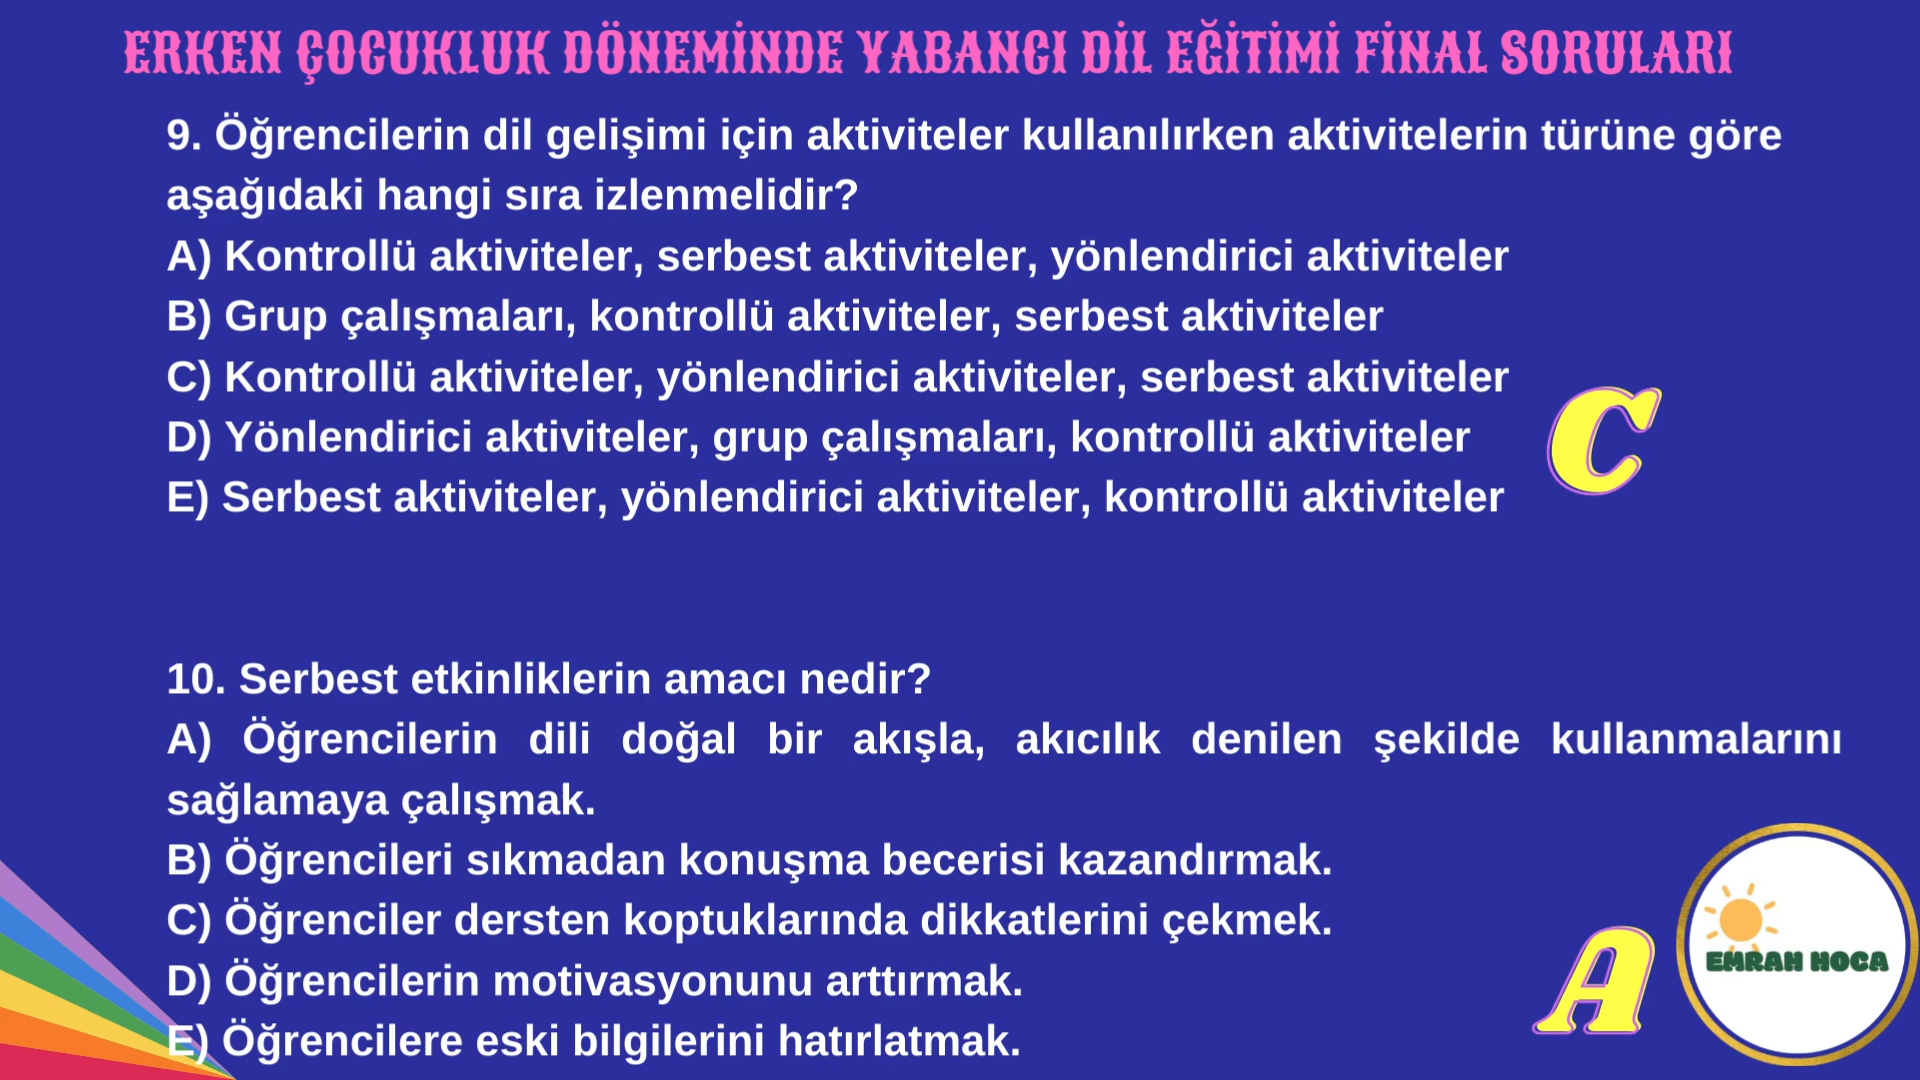 ERKEN ÇOCUKLUK DÖNEMİNDE YABANCI DİL EĞİTİMİ FİNAL SORULARI
9. Öğrencilerin dil gelişimi için aktiviteler kullanılırken aktivitelerin türüne göre
aşağıdaki hangi sıra izlenmelidir?
A) Kontrollü aktiviteler, serbest aktiviteler, yönlendirici aktiviteler
B) Grup çalışmaları, kontrollü aktiviteler, serbest aktiviteler
C) Kontrollü aktiviteler, yönlendirici aktiviteler, serbest aktiviteler
D) Yönlendirici aktiviteler, grup çalışmaları, kontrollü aktiviteler
E) Serbest aktiviteler, yönlendirici aktiviteler, kontrollü aktiviteler
C
10. Serbest etkinliklerin amacı nedir?
A) Öğrencilerin dili doğal bir akışla, akıcılık denilen şekilde kullanmalarını
sağlamaya çalışmak.
B) Öğrencileri sıkmadan konuşma becerisi kazandırmak.
C) Öğrenciler dersten koptuklarında dikkatlerini çekmek.
D) Öğrencilerin motivasyonunu arttırmak.
E) Öğrencilere eski bilgilerini hatırlatmak.
A
EMRAH HOCA